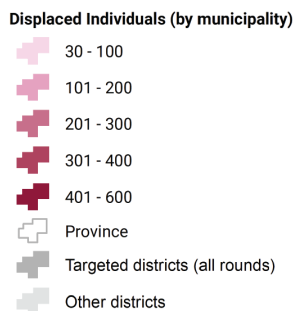 Displaced Individuals (by municipality)
30 - 100
101 - 200
201 - 300
301 - 400
401 - 600
Province
Targeted districts (all rounds)
Other districts